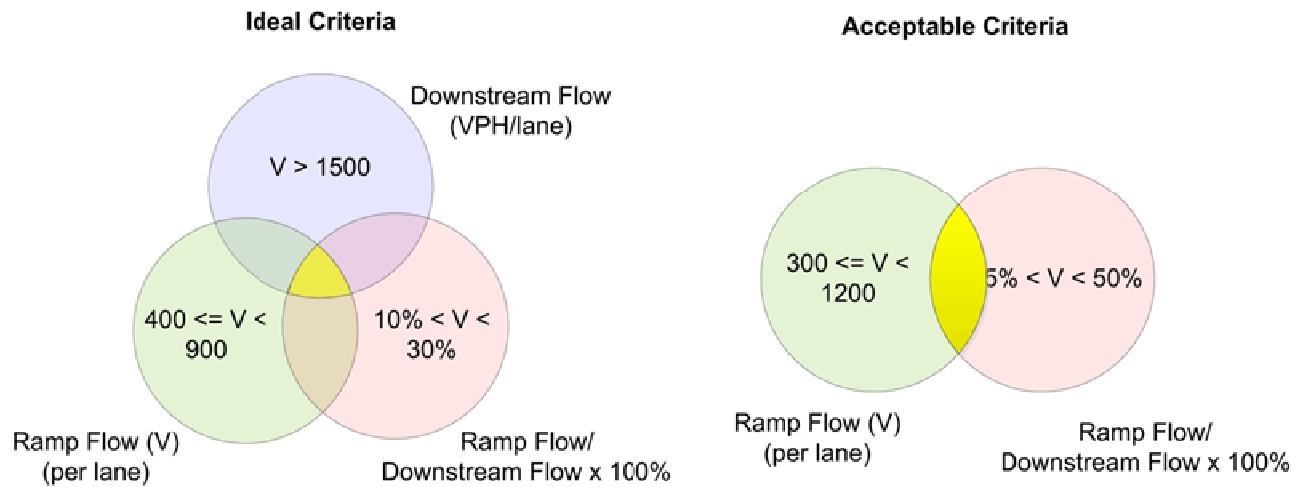 Ideal Criteria
Downstream Flow
(VPH/lane)
V > 1500
400 <= V <
900
10% < V <
30%
Ramp Flow (V)
(per lane)
Ramp Flow/
Downstream Flow x 100%
Acceptable Criteria
300 <= V <
1200
5% < V < 50%
Ramp Flow (V)
(per lane)
Ramp Flow/
Downstream Flow x 100%